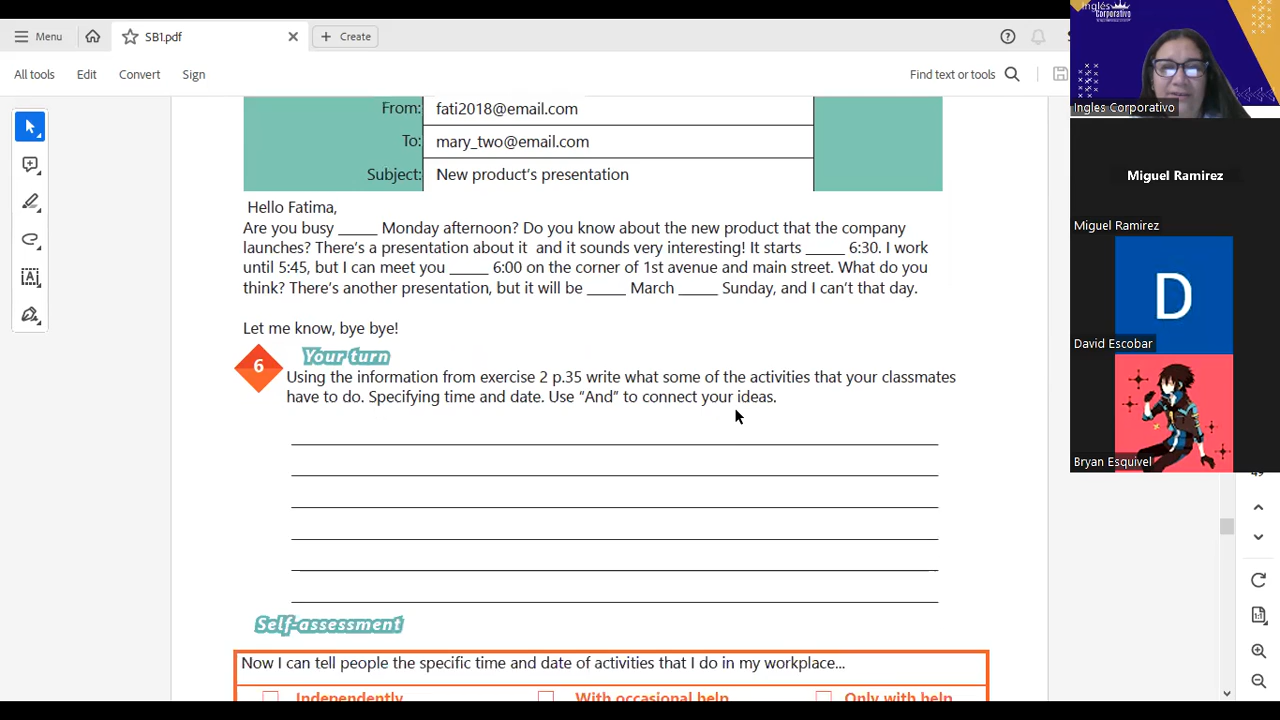 Menu
SB1.pdf
Create
All tools
Edit
Convert
Sign
Find text or tools
From:
fati2018@email.com
To:
mary_two@email.com
Subject:
New product's presentation
Hello Fatima,
Are you busy _____ Monday afternoon? Do you know about the new product that the company
launches? There's a presentation about it and it sounds very interesting! It starts _____ 6:30. I work
until 5:45, but I can meet you _____ 6:00 on the corner of 1st avenue and main street. What do you
think? There's another presentation, but it will be _____ March _____ Sunday, and I can't that day.
Let me know, bye bye!
6
Your turn
Using the information from exercise 2 p.35 write what some of the activities that your classmates
have to do. Specifying time and date. Use “And” to connect your ideas.
Self-assessment
Now I can tell people the specific time and date of activities that I do in my workplace...
Independently
With occasional help
Only with help
Inglés
corporativo
Ingles Corporativo
Miguel Ramirez
Miguel Ramirez
D
David Escobar
Bryan Esquivel